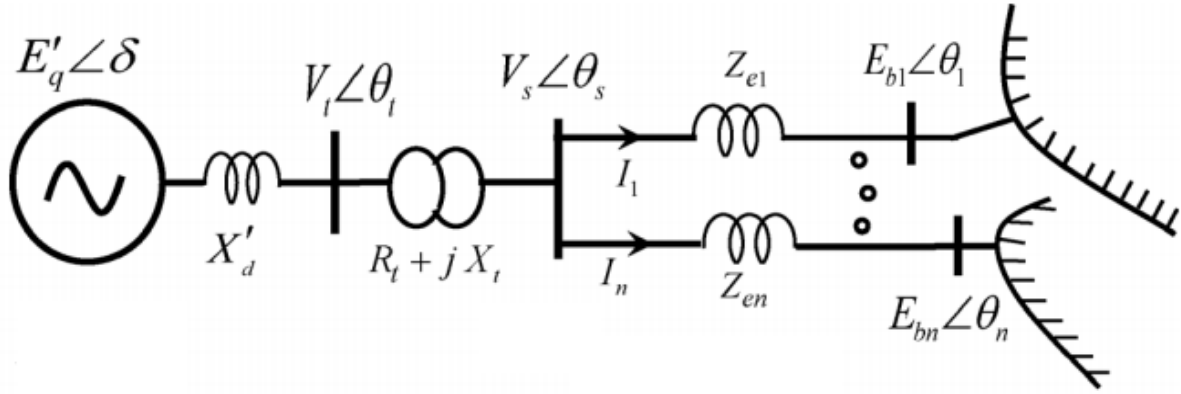 E'q∠δ
X'd
Vt∠θt
Rt + j Xt
Vs∠θs
I1
In
Ze1
Zen
Eb1∠θ1
Ebn∠θn